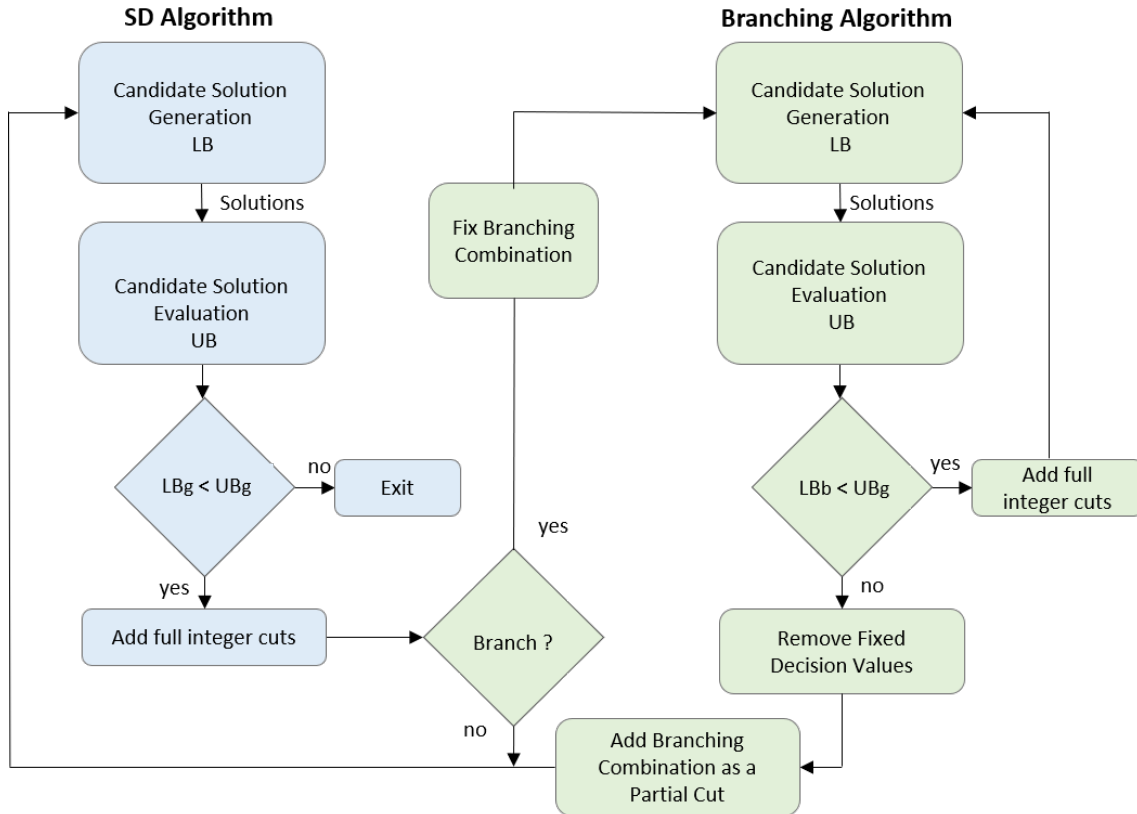 SD Algorithm
Candidate Solution
Generation
LB
Solutions
Candidate Solution
Evaluation
UB
LBg < UBg
no
Exit
yes
Add full integer cuts
Branch ?
yes
no
Fix Branching
Combination
Branching Algorithm
Candidate Solution
Generation
LB
Solutions
Candidate Solution
Evaluation
UB
LBb < UBg
yes
Add full
integer cuts
no
Remove Fixed
Decision Values
Add Branching
Combination as a
Partial Cut